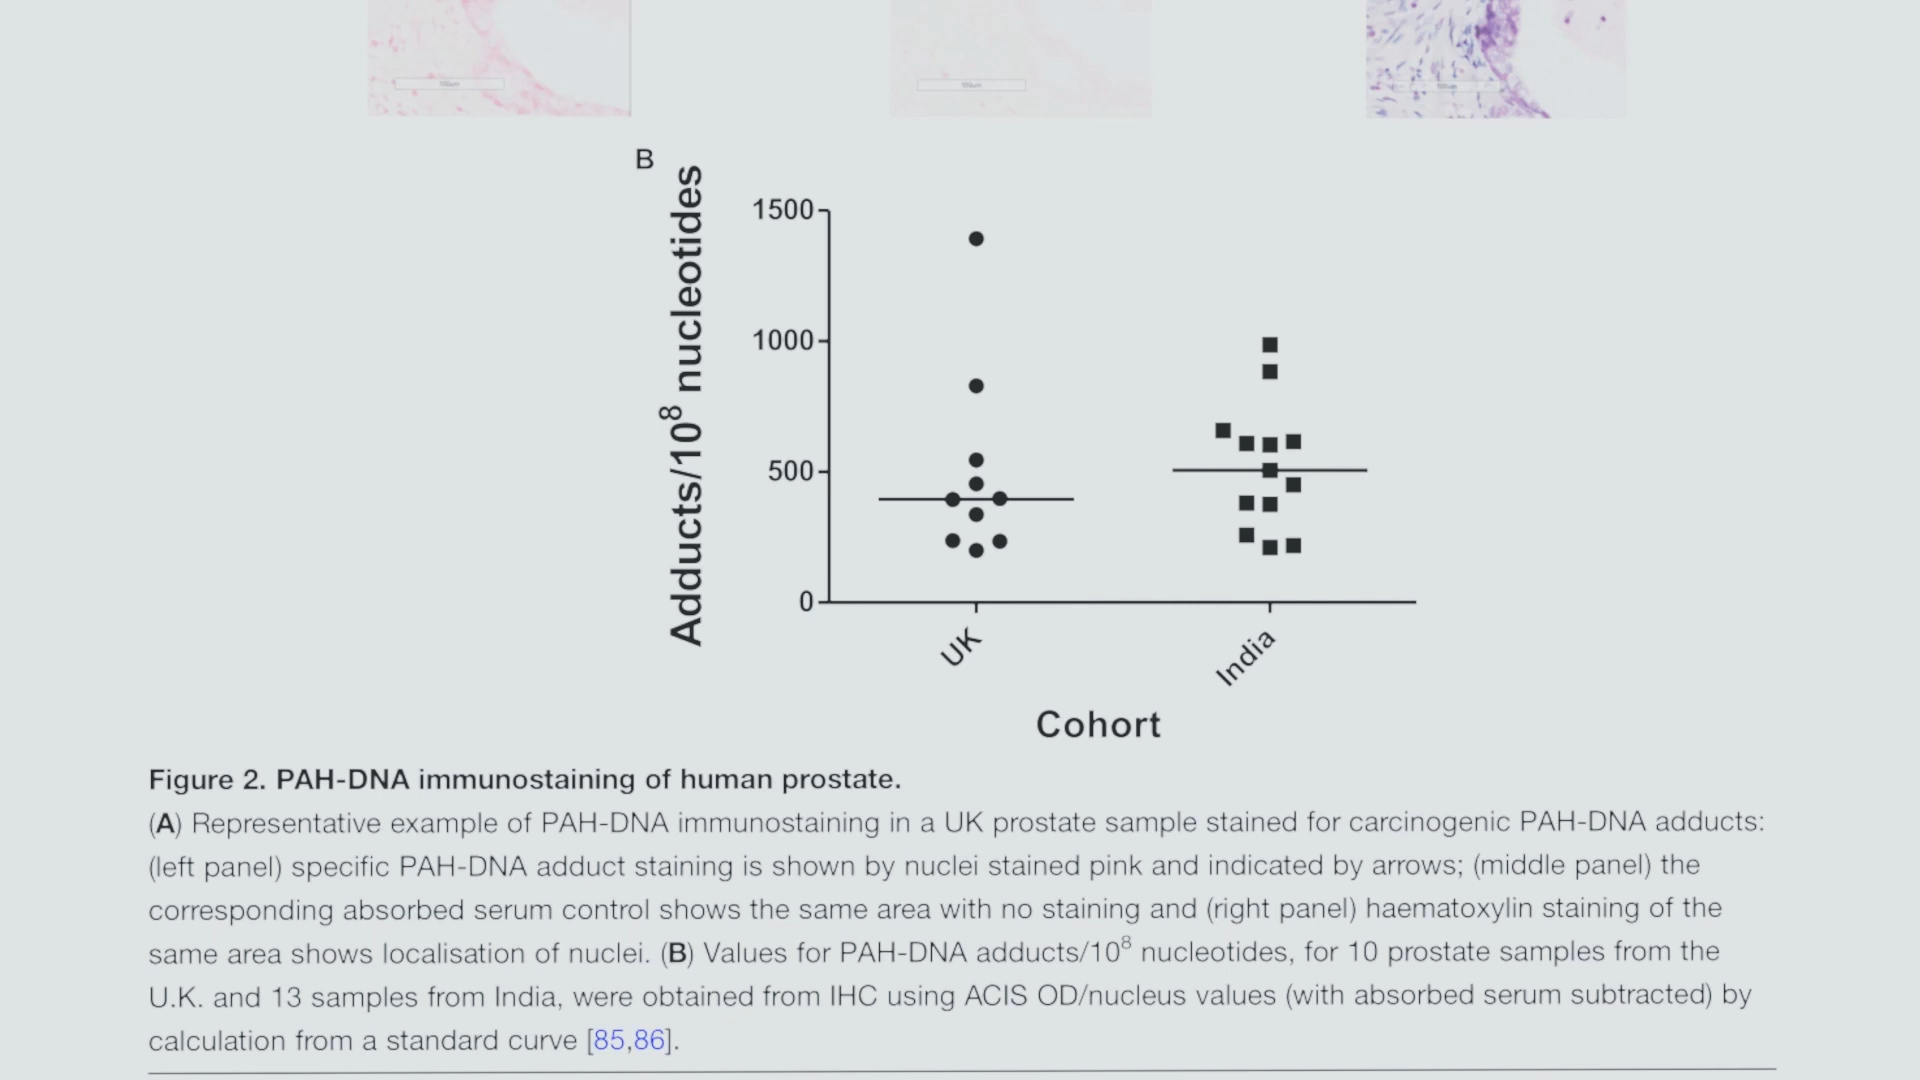 100um
100um
100um
B
Adducts/10⁸ nucleotides
1500
1000
500
0
UK
India
Cohort
Figure 2. PAH-DNA immunostaining of human prostate.
(A) Representative example of PAH-DNA immunostaining in a UK prostate sample stained for carcinogenic PAH-DNA adducts:
(left panel) specific PAH-DNA adduct staining is shown by nuclei stained pink and indicated by arrows; (middle panel) the
corresponding absorbed serum control shows the same area with no staining and (right panel) haematoxylin staining of the
same area shows localisation of nuclei. (B) Values for PAH-DNA adducts/10⁸ nucleotides, for 10 prostate samples from the
U.K. and 13 samples from India, were obtained from IHC using ACIS OD/nucleus values (with absorbed serum subtracted) by
calculation from a standard curve [85,86].